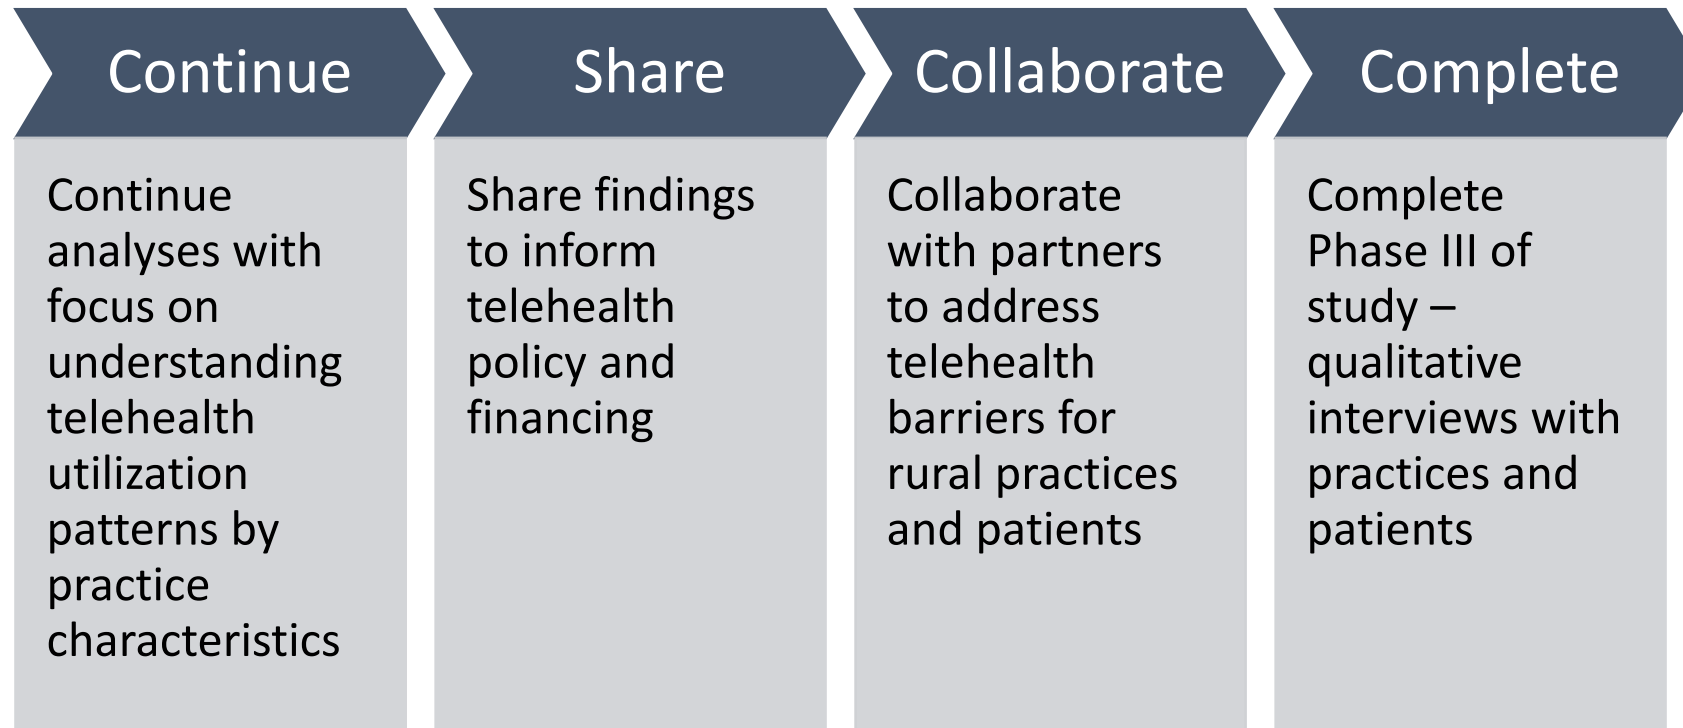 Continue
Continue
analyses with
focus on
understanding
telehealth
utilization
patterns by
practice
characteristics
Share
Share findings
to inform
telehealth
policy and
financing
Collaborate
Collaborate
with partners
to address
telehealth
barriers for
rural practices
and patients
Complete
Complete
Phase III of
study –
qualitative
interviews with
practices and
patients